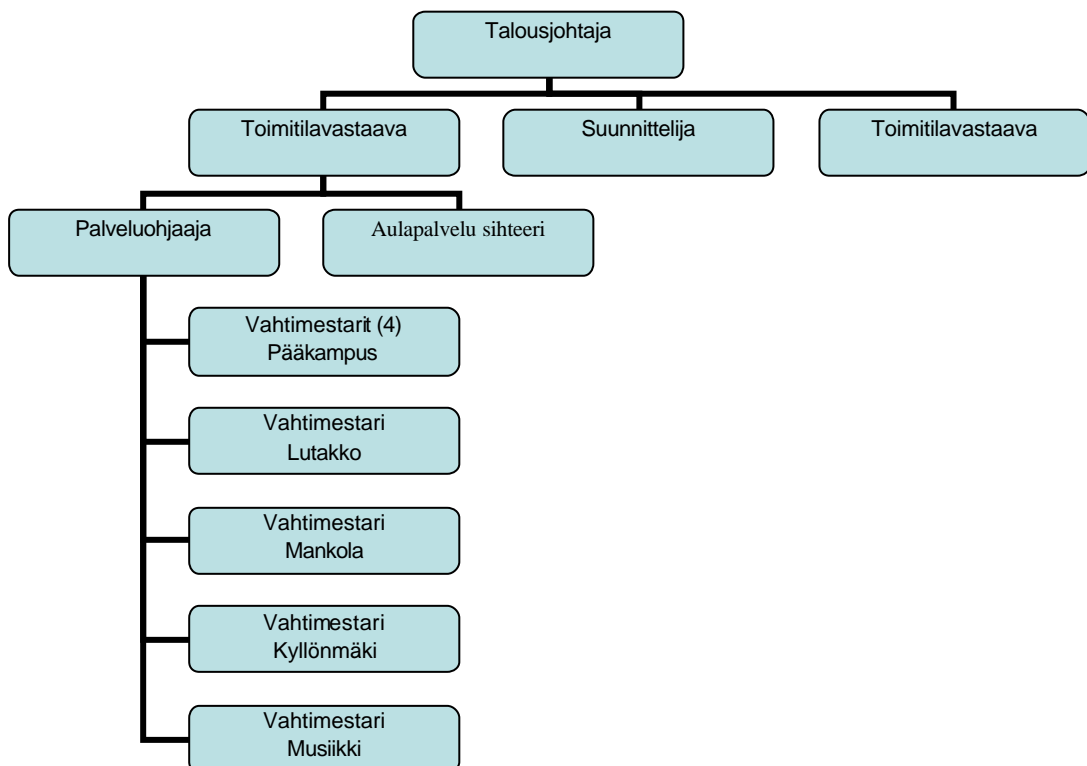 Talousjohtaja
Toimitilavastaava
Suunnittelija
Toimitilavastaava
Palveluohjaaja
Aulapalvelu sihteeri
Vahtimestarit (4)
Pääkampus
Vahtimestari
Lutakko
Vahtimestari
Mankola
Vahtimestari
Kyllönmäki
Vahtimestari
Musiikki